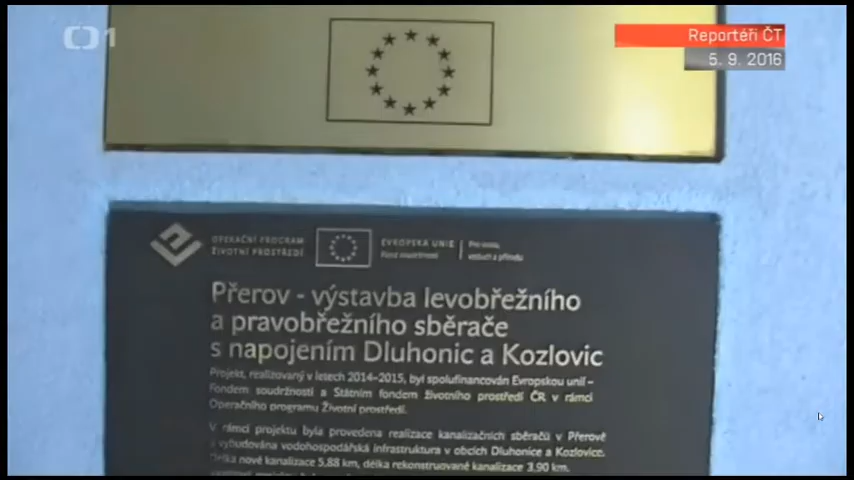 ČT1
Reportéři ČT
5. 9. 2016
OPERAČNÍ PROGRAM
ŽIVOTNÍ PROSTŘEDÍ
EVROPSKÁ UNIE
Fond soudržnosti
Pro vodu,
vzduch a přírodu
Přerov - výstavba levobřežního
a pravobřežního sběrače
s napojením Dluhonic a Kozlovic
Projekt, realizovaný v letech 2014-2015, byl spolufinancován Evropskou unií –
Fondem soudržnosti a Státním fondem životního prostředí ČR v rámci
Operačního programu Životní prostředí.
V rámci projektu byla provedena realizace kanalizačních sběračů v Přerově
a vybudována vodohospodářská infrastruktura v obcích Dluhonice a Kozlovice.
Délka nové kanalizace 5,88 km, délka rekonstruované kanalizace 3,90 km.